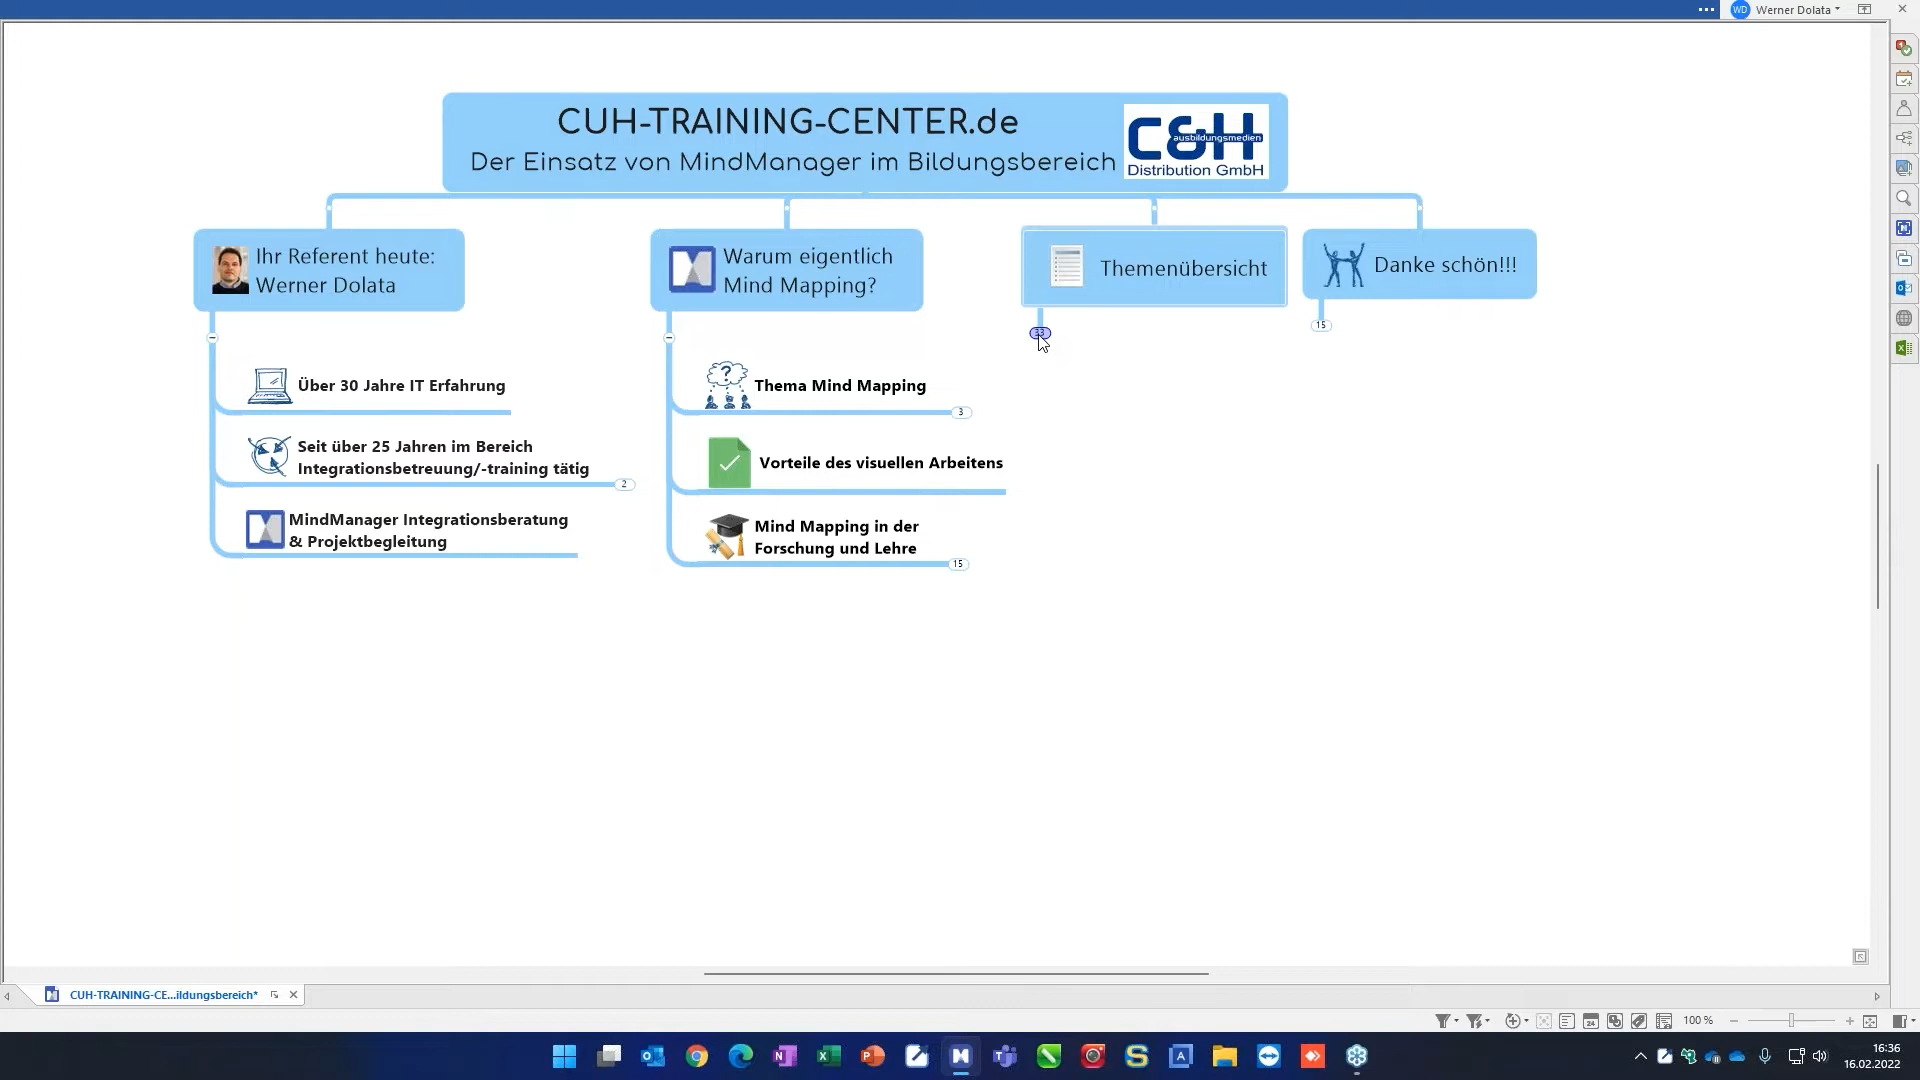 WD Werner Dolata
CUH-TRAINING-CENTER.de
Der Einsatz von MindManager im Bildungsbereich
C&H
ausbildungsmedien
Distribution GmbH
Ihr Referent heute:
Werner Dolata
Warum eigentlich
Mind Mapping?
Themenübersicht
Danke schön!!!
33
15
Über 30 Jahre IT Erfahrung
Seit über 25 Jahren im Bereich
Integrationsbetreuung/-training tätig
2
MindManager Integrationsberatung
& Projektbegleitung
?
Thema Mind Mapping
3
Vorteile des visuellen Arbeitens
Mind Mapping in der
Forschung und Lehre
15
CUH-TRAINING-CE...ildungsbereich*
100 %
16:36
16.02.2022